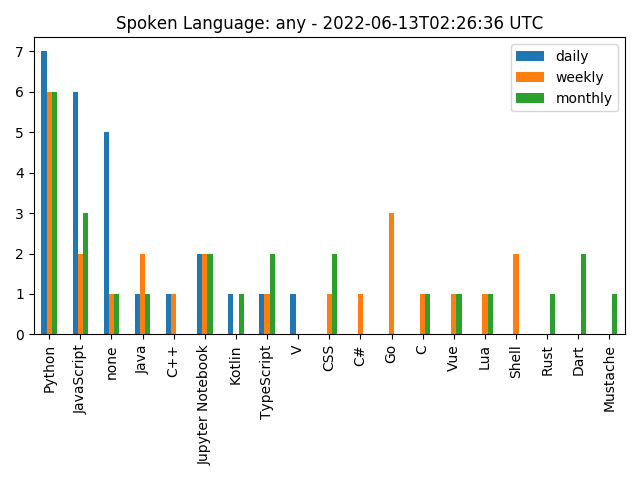 Spoken Language: any - 2022-06-13T02:26:36 UTC
daily
weekly
monthly
7
6
5
4
3
2
1
0
Python
JavaScript
none
Java
C++
Jupyter Notebook
Kotlin
TypeScript
V
CSS
C#
Go
C
Vue
Lua
Shell
Rust
Dart
Mustache